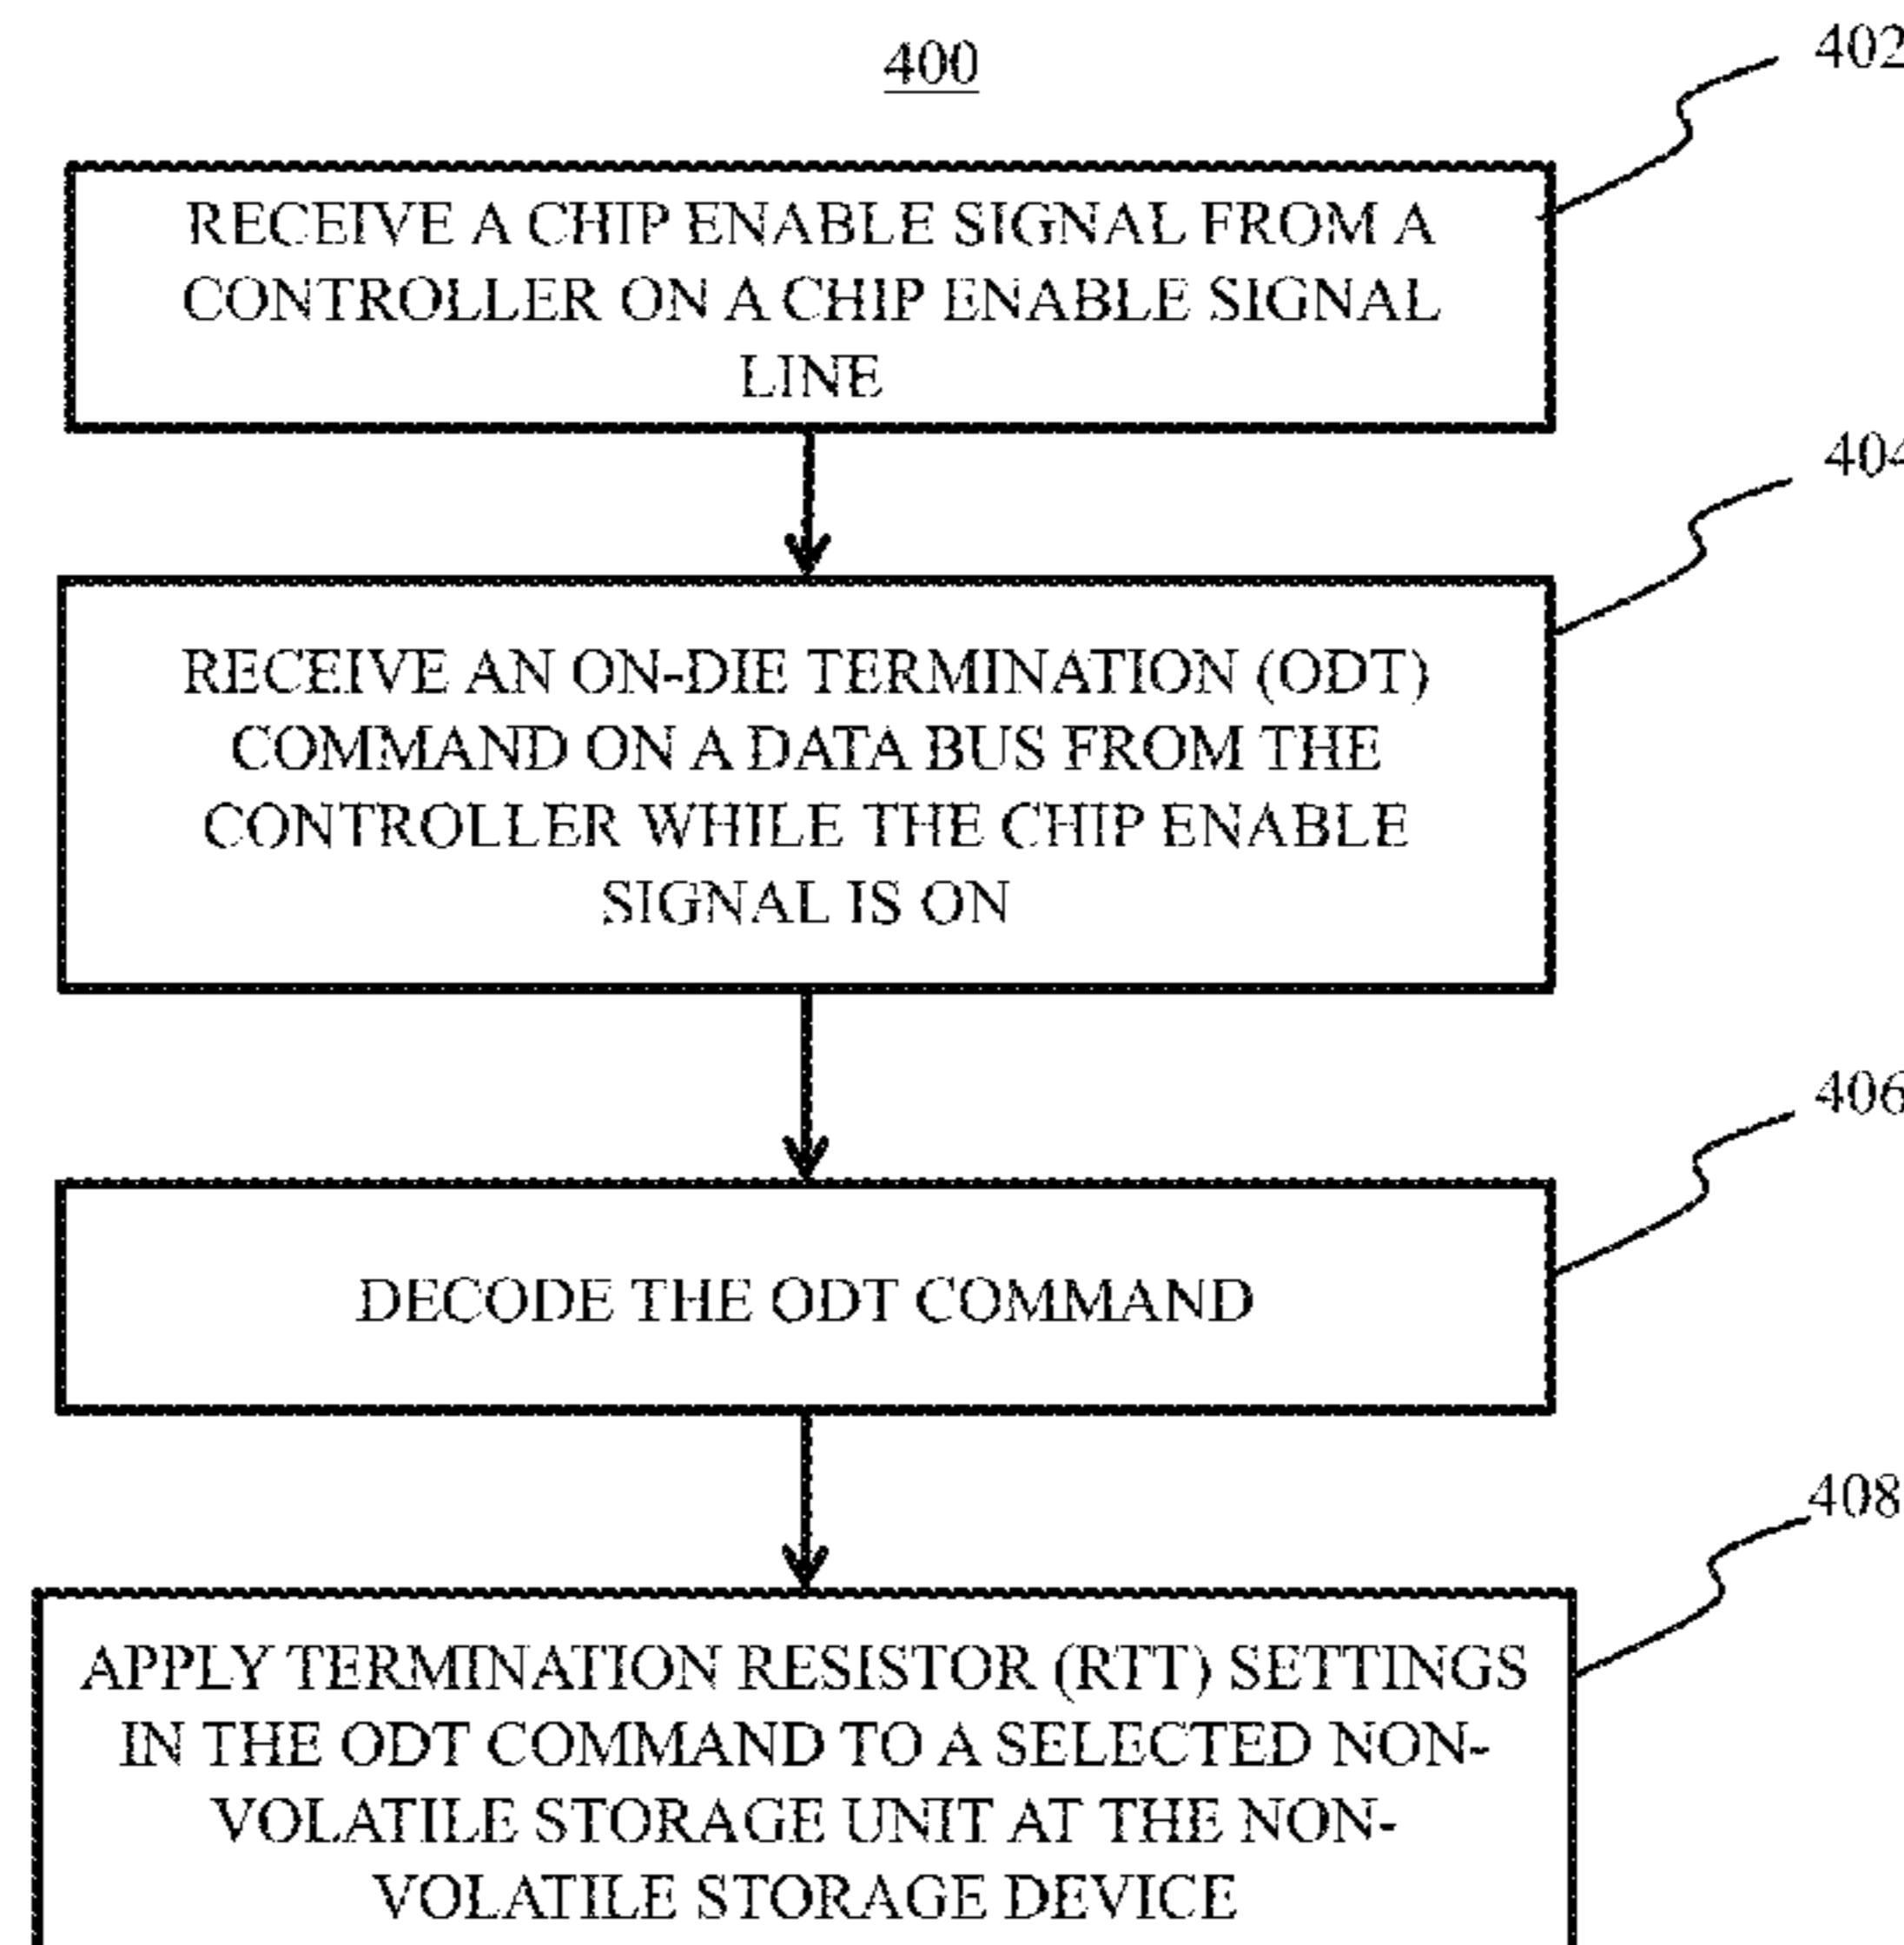 400
402
RECEIVE A CHIP ENABLE SIGNAL FROM A
CONTROLLER ON A CHIP ENABLE SIGNAL
LINE
404
RECEIVE AN ON-DIE TERMINATION (ODT)
COMMAND ON A DATA BUS FROM THE
CONTROLLER WHILE THE CHIP ENABLE
SIGNAL IS ON
406
DECODE THE ODT COMMAND
408
APPLY TERMINATION RESISTOR (RTT) SETTINGS
IN THE ODT COMMAND TO A SELECTED NON-
VOLATILE STORAGE UNIT AT THE NON-
VOLATILE STORAGE DEVICE